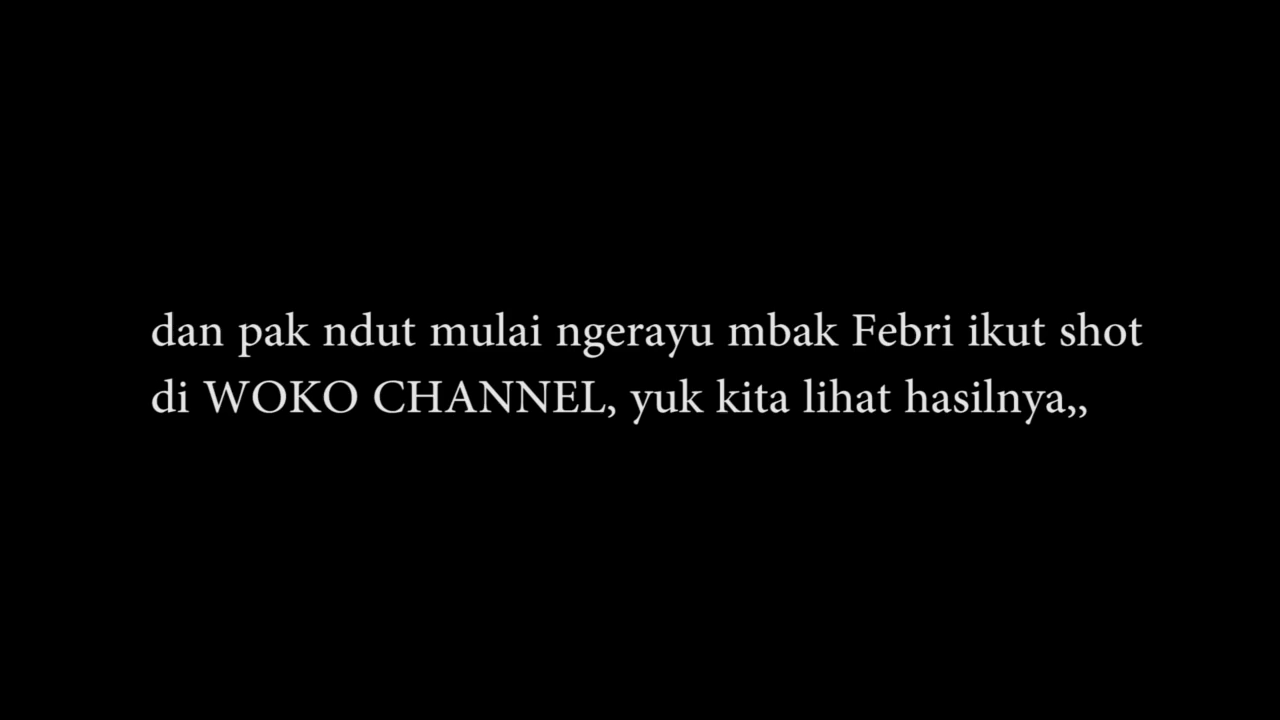 dan pak ndut mulai ngerayu mbak Febri ikut shot
di WOKO CHANNEL, yuk kita lihat hasilnya,,